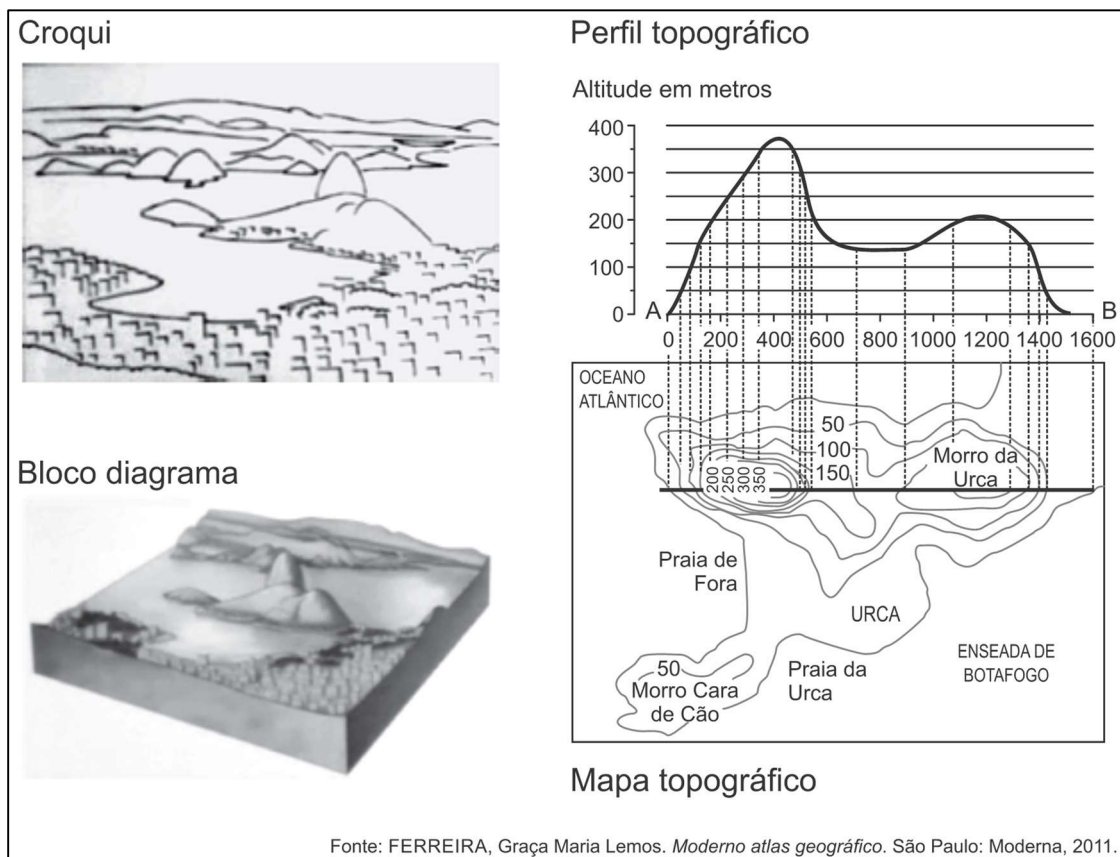 Croqui
Perfil topográfico
Altitude em metros
400
300
200
100
0
A
B
0
200
400
600
800
1000
1200
1400
1600
Bloco diagrama
OCEANO
ATLÂNTICO
50
100
150
200
250
300
350
Morro da
Urca
Praia de
Fora
URCA
ENSEADA DE
BOTAFOGO
50
Morro Cara
de Cão
Praia da
Urca
Mapa topográfico
Fonte: FERREIRA, Graça Maria Lemos. Moderno atlas geográfico. São Paulo: Moderna, 2011.